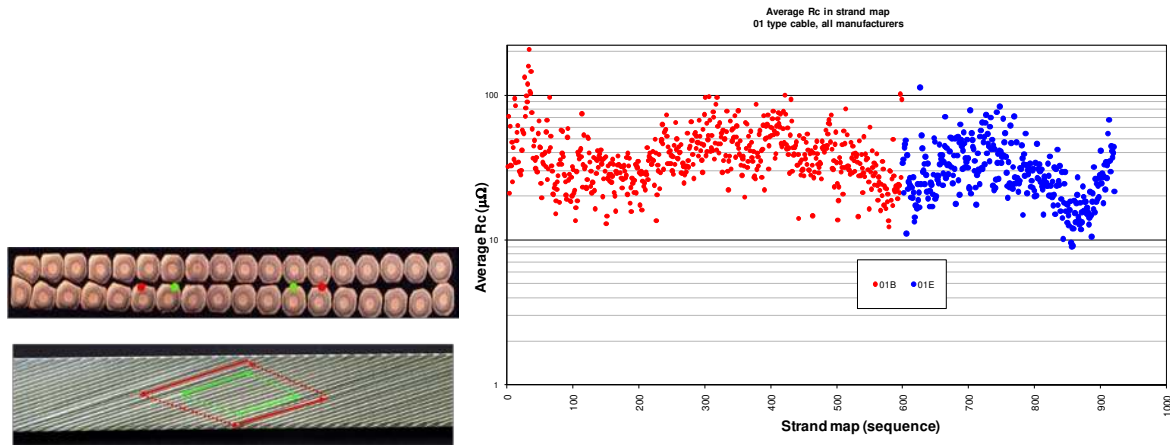 Average Rc in strand map
01 type cable, all manufacturers
Average Rc (μΩ)
100
10
1
01B 01E
0 100 200 300 400 500 600 700 800 900 1000
Strand map (sequence)